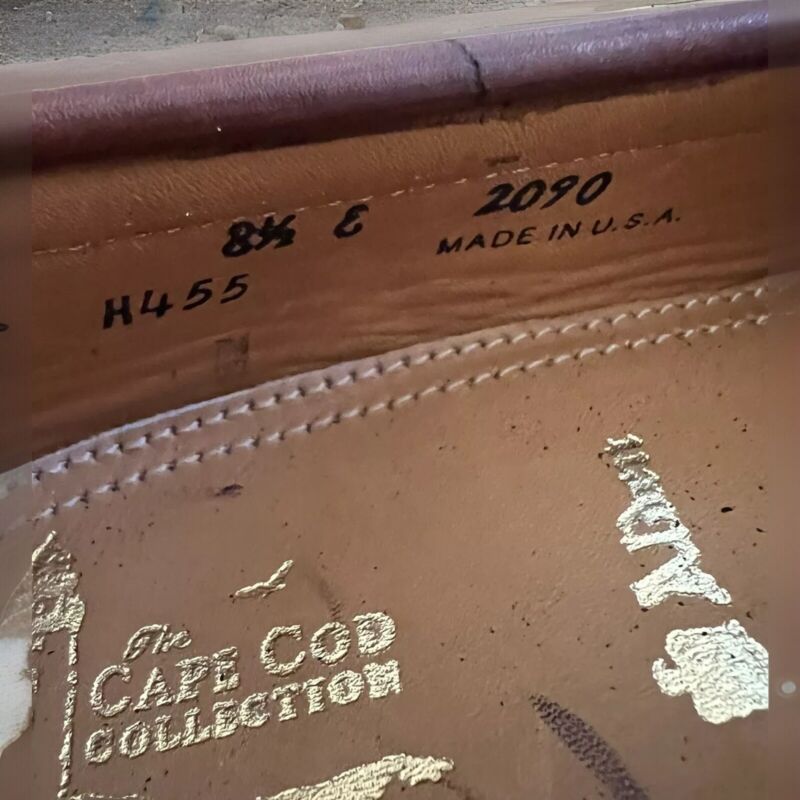 8½ E 2090
H455 MADE IN U.S.A.
The
CAPE COD
COLLECTION